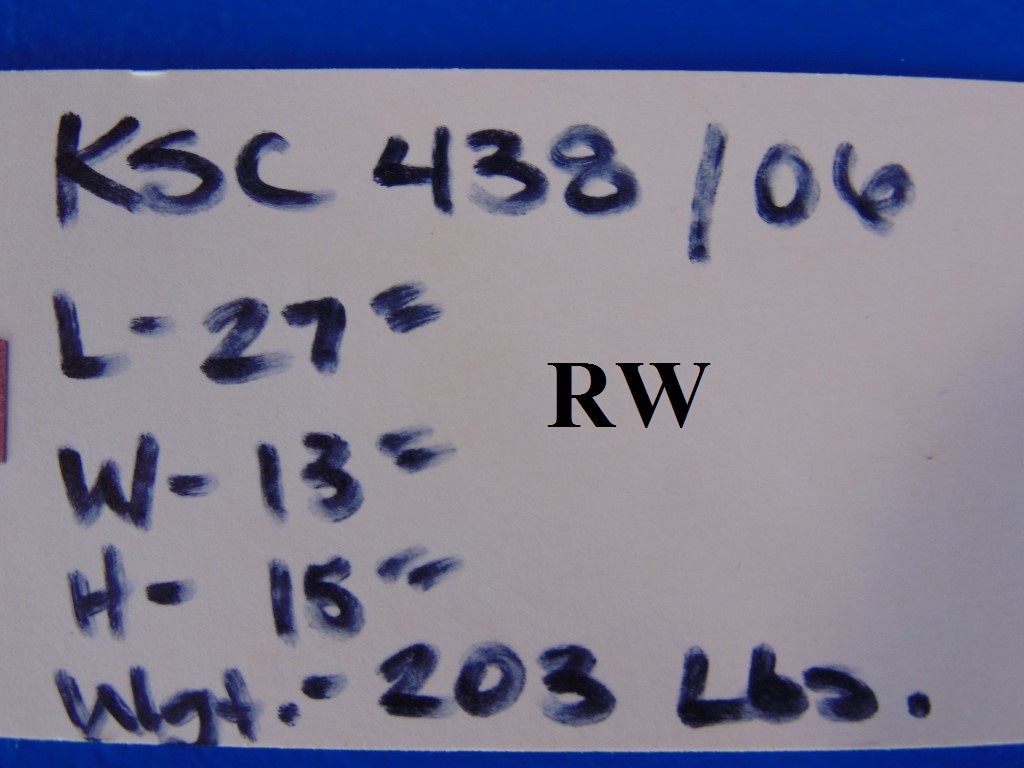 KSC 438 /06
L - 27"
RW
W - 13"
H - 15"
Wgt. - 203 Lbs.